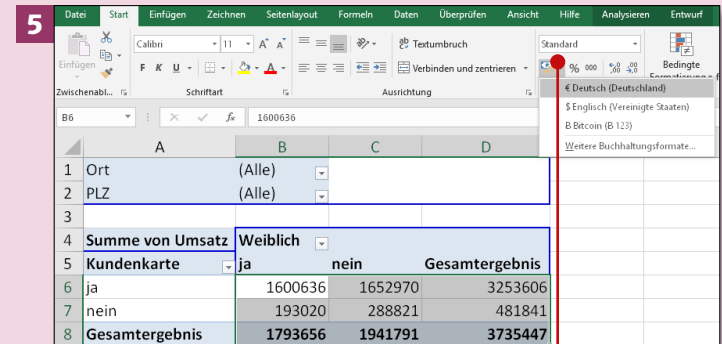 5
Datei Start Einfügen Zeichnen Seitenlayout Formeln Daten Überprüfen Ansicht Hilfe Analysieren Entwurf
Calibri 11 A A Textumbruch Standard
Einfügen F K U A Verbinden und zentrieren % 000 Bedingte
Zwischenabl... Schriftart Ausrichtung
€ Deutsch (Deutschland)
$ Englisch (Vereinigte Staaten)
Ƀ Bitcoin (Ƀ 123)
Weitere Buchhaltungsformate...
B6 fx 1600636
A B C D
1 Ort (Alle)
2 PLZ (Alle)
3
4 Summe von Umsatz Weiblich
5 Kundenkarte ja nein Gesamtergebnis
6 ja 1600636 1652970 3253606
7 nein 193020 288821 481841
8 Gesamtergebnis 1793656 1941791 3735447